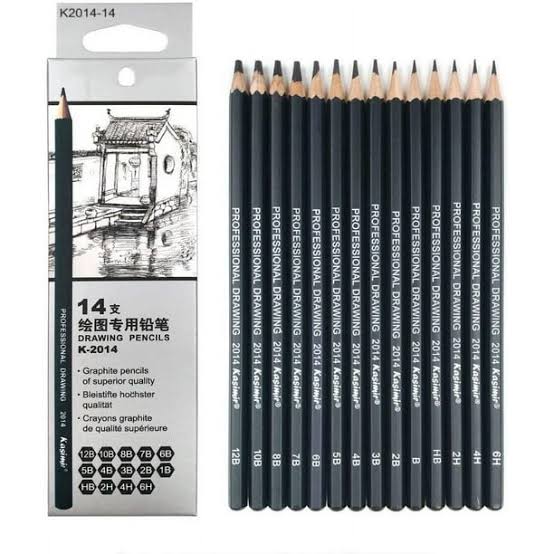 K2014-14
14支
绘图专用铅笔
DRAWING PENCILS
K-2014
• Graphite pencils
of superior quality
• Bleistifte hothster
qualitat
• Crayons graphite
de qualité supérieure
12B 10B 8B 7B 6B
5B 4B 3B 2B 1B
HB 2H 4H 6H
PROFESSIONAL DRAWING 2014 Kasimir®
PROFESSIONAL DRAWING 2014 Kasimir® 12B
PROFESSIONAL DRAWING 2014 Kasimir® 10B
PROFESSIONAL DRAWING 2014 Kasimir® 8B
PROFESSIONAL DRAWING 2014 Kasimir® 7B
PROFESSIONAL DRAWING 2014 Kasimir® 6B
PROFESSIONAL DRAWING 2014 Kasimir® 5B
PROFESSIONAL DRAWING 2014 Kasimir® 4B
PROFESSIONAL DRAWING 2014 Kasimir® 3B
PROFESSIONAL DRAWING 2014 Kasimir® 2B
PROFESSIONAL DRAWING 2014 Kasimir® B
PROFESSIONAL DRAWING 2014 Kasimir® HB
PROFESSIONAL DRAWING 2014 Kasimir® 2H
PROFESSIONAL DRAWING 2014 Kasimir® 4H
PROFESSIONAL DRAWING 2014 Kasimir® 6H